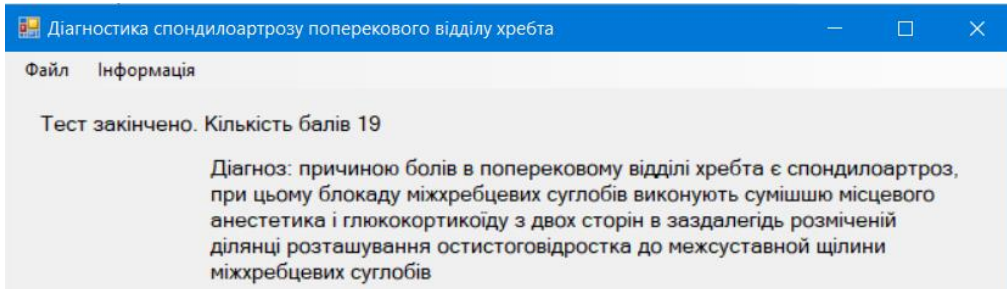 Діагностика спондилоартрозу поперекового відділу хребта
Файл Інформація
Тест закінчено. Кількість балів 19
Діагноз: причиною болів в поперековому відділі хребта є спондилоартроз,
при цьому блокаду міжхребцевих суглобів виконують сумішшю місцевого
анестетика і глюкокортикоїду з двох сторін в заздалегідь розміченій
ділянці розташування остистоговідростка до межсуставной щілини
міжхребцевих суглобів